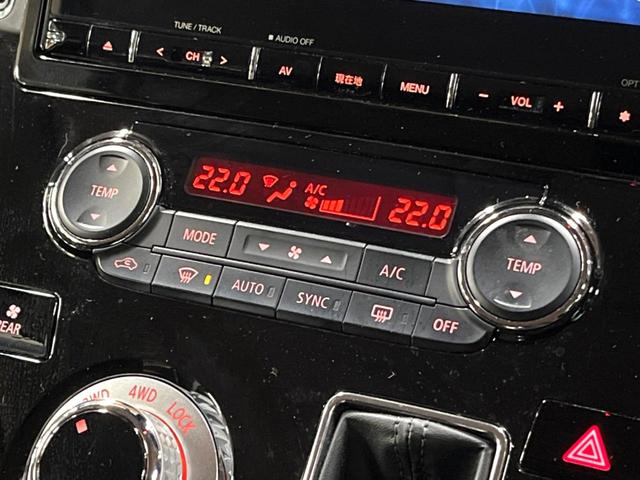 TUNE / TRACK
AUDIO OFF
OPT
< CH >
AV
現在地
MENU
− VOL +
22.0 A/C 22.0
TEMP
MODE
A/C
TEMP
AUTO
SYNC
OFF
REAR
4WD
LOCK